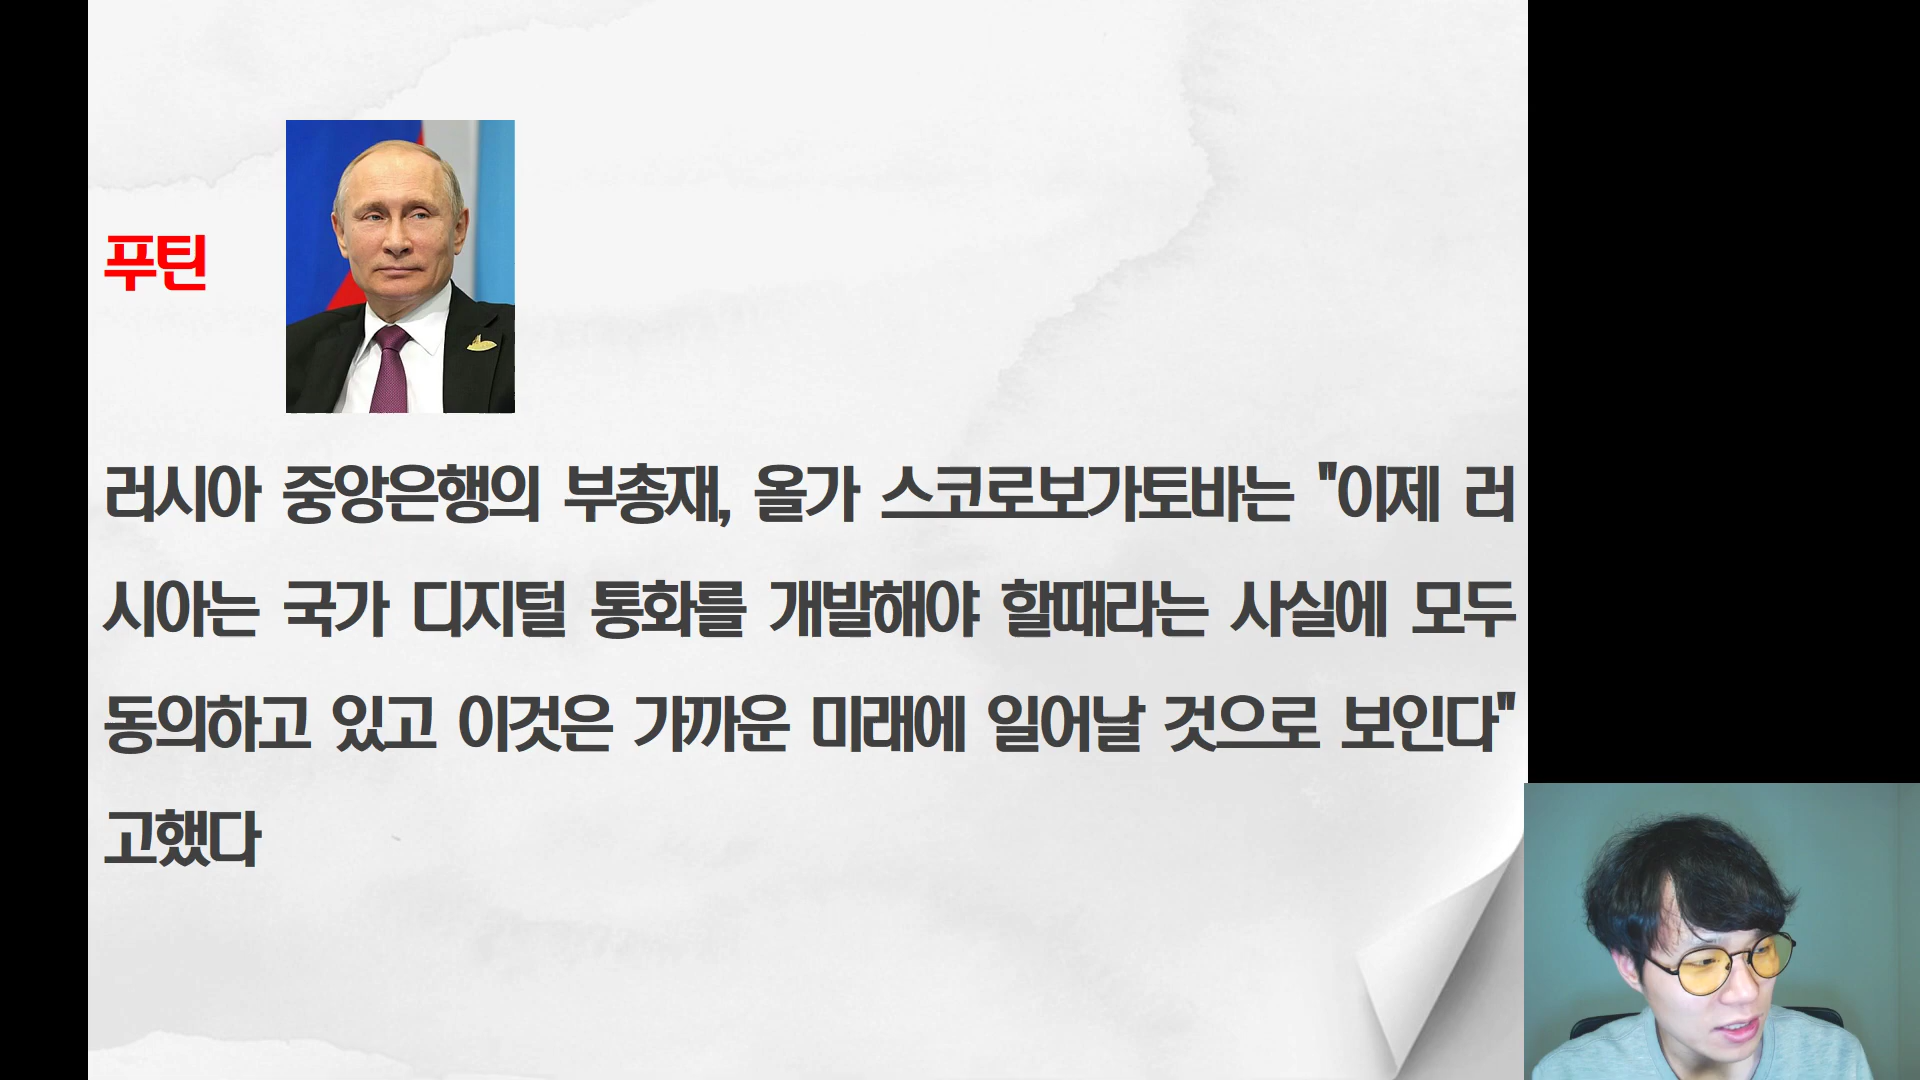 푸틴
러시아 중앙은행의 부총재, 올가 스코로보가토바는 "이제 러
시아는 국가 디지털 통화를 개발해야 할때라는 사실에 모두
동의하고 있고 이것은 가까운 미래에 일어날 것으로 보인다"
고했다